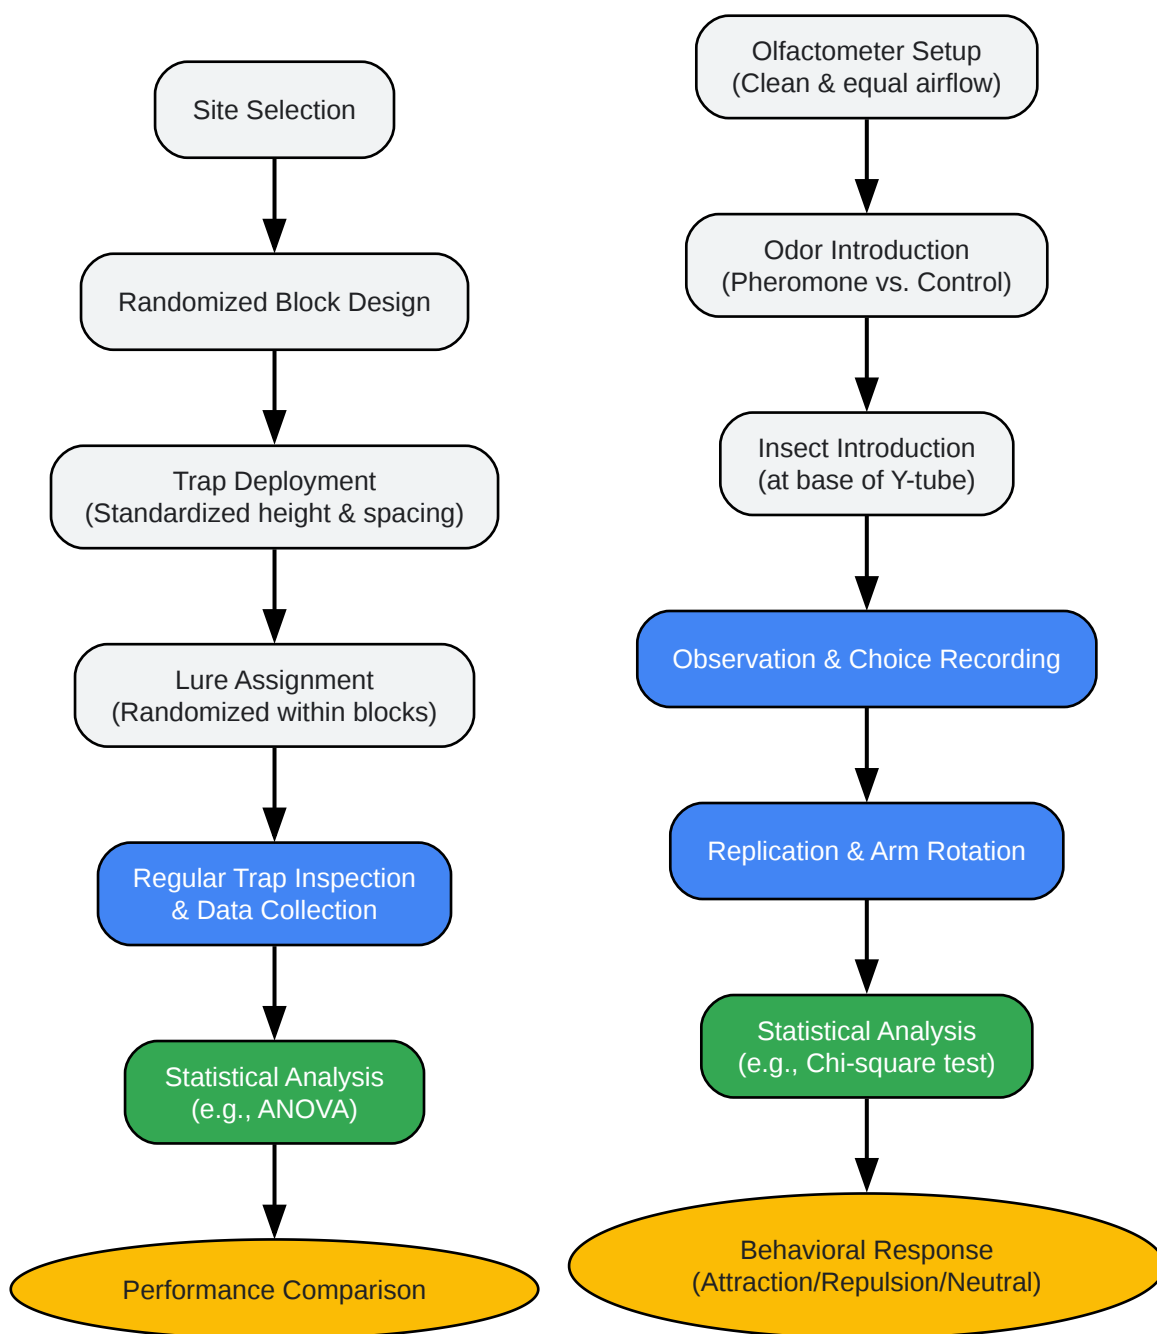 Site Selection
Randomized Block Design
Trap Deployment
(Standardized height & spacing)
Lure Assignment
(Randomized within blocks)
Regular Trap Inspection
& Data Collection
Statistical Analysis
(e.g., ANOVA)
Performance Comparison
Olfactometer Setup
(Clean & equal airflow)
Odor Introduction
(Pheromone vs. Control)
Insect Introduction
(at base of Y-tube)
Observation & Choice Recording
Replication & Arm Rotation
Statistical Analysis
(e.g., Chi-square test)
Behavioral Response
(Attraction/Repulsion/Neutral)